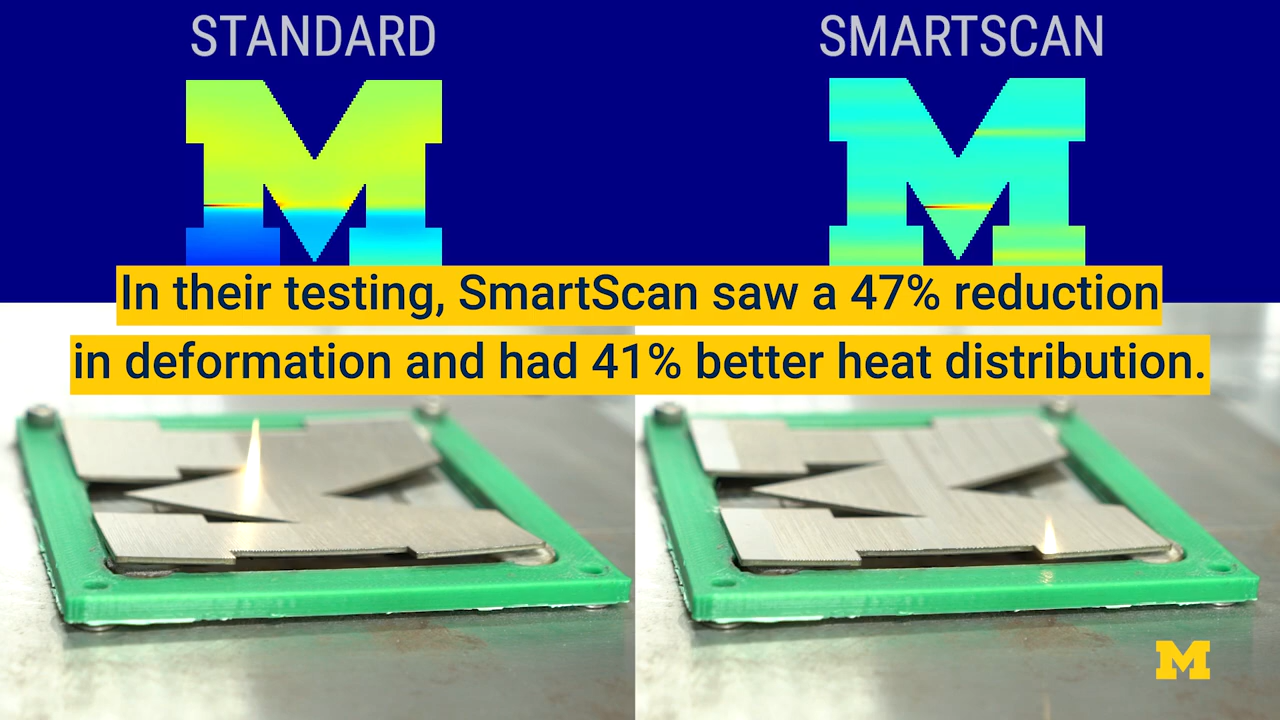 STANDARD
SMARTSCAN
In their testing, SmartScan saw a 47% reduction
in deformation and had 41% better heat distribution.
M